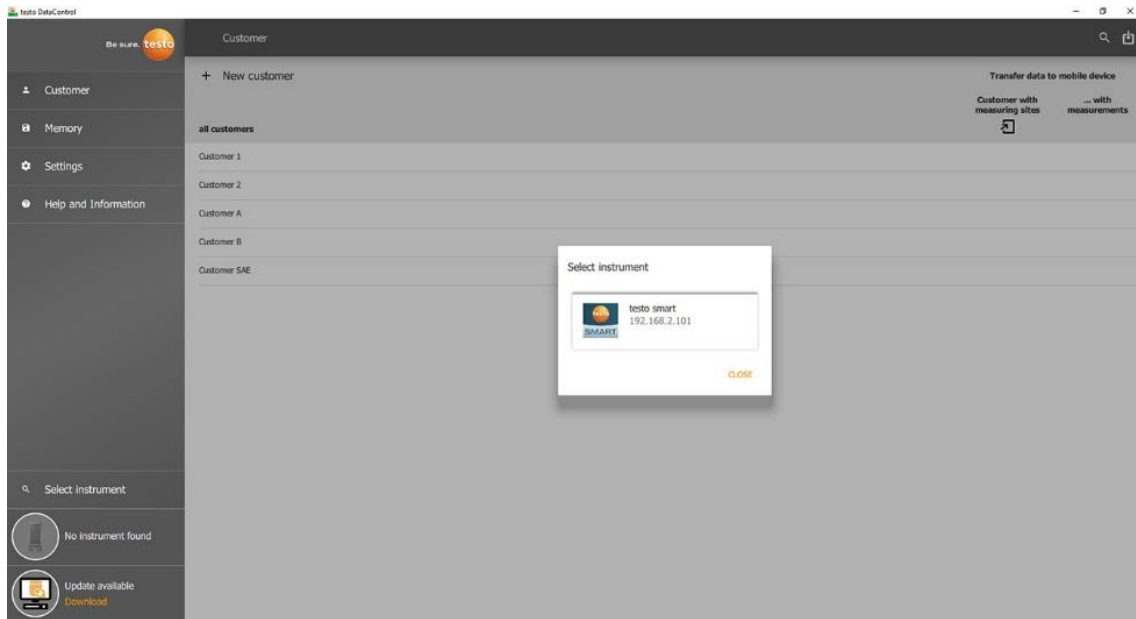 testo DataControl
Be sure. testo
Customer
Customer
Memory
Settings
Help and Information
+ New customer
Transfer data to mobile device
Customer with
measuring sites
... with
measurements
all customers
Customer 1
Customer 2
Customer A
Customer B
Customer SAE
Select instrument
testo smart
192.168.2.101
SMART
CLOSE
Select instrument
No instrument found
Update available
Download